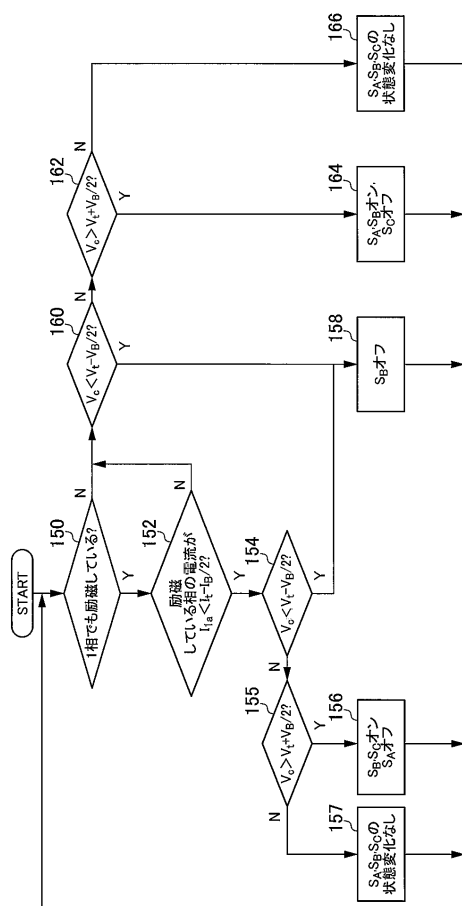 START
150
1相でも励磁している?
N
Y
152
励磁
している相の電流が
I1a<It−IB/2?
N
Y
154
Vc<Vt−VB/2?
N
Y
155
Vc>Vt+VB/2?
N
Y
156
SB・SCオン
SAオフ
157
SA・SB・SCの
状態変化なし
158
SBオフ
160
Vc<Vt−VB/2?
N
Y
162
Vc>Vt+VB/2?
N
Y
164
SA・SBオン・
SCオフ
166
SA・SB・SCの
状態変化なし